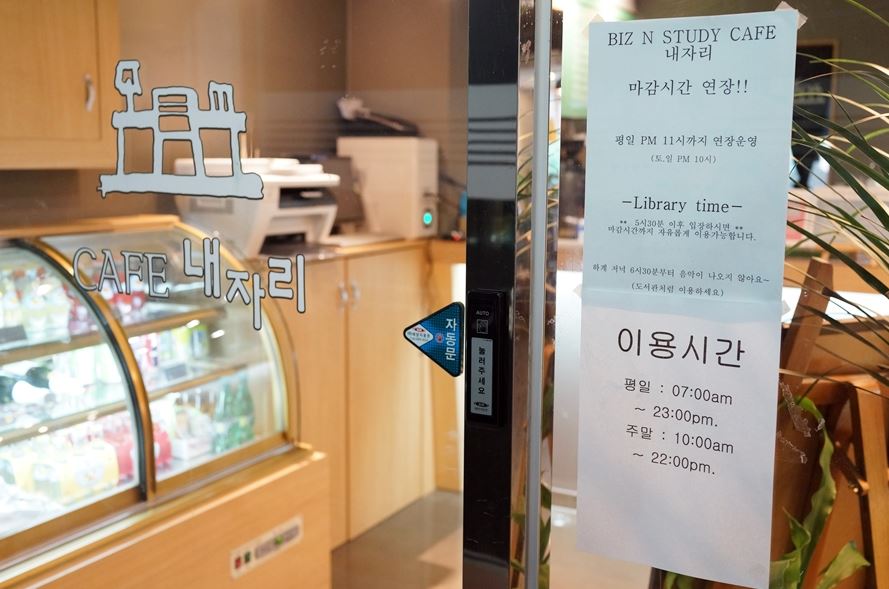 CAFE 내자리
자동문
AUTO
눌러주세요
BIZ N STUDY CAFE
내자리
마감시간 연장!!
평일 PM 11시까지 연장운영
(토.일 PM 10시)
-Library time-
** 5시30분 이후 입장하시면 **
마감시간까지 자유롭게 이용가능합니다.
하계 저녁 6시30분부터 음악이 나오지 않아요~
(도서관처럼 이용하세요)
이용시간
평일 : 07:00am
~ 23:00pm.
주말 : 10:00am
~ 22:00pm.